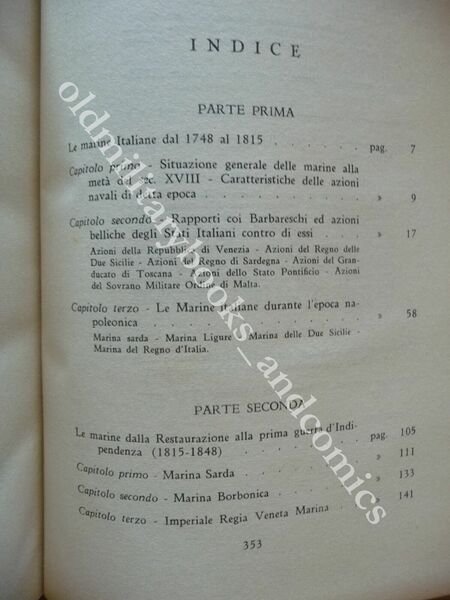 INDICE
PARTE PRIMA
Le marine Italiane dal 1748 al 1815 . . . . . pag. 7
Capitolo primo - Situazione generale delle marine alla
metà del sec. XVIII - Caratteristiche delle azioni
navali di detta epoca . . . . . . . » 9
Capitolo secondo - Rapporti coi Barbareschi ed azioni
belliche degli Stati Italiani contro di essi . . » 17
Azioni della Repubblica di Venezia - Azioni del Regno delle
Due Sicilie - Azioni del Regno di Sardegna - Azioni del Gran-
ducato di Toscana - Azioni dello Stato Pontificio - Azioni
del Sovrano Militare Ordine di Malta.
Capitolo terzo - Le Marine Italiane durante l'epoca na-
poleonica . . . . . . . . . . » 58
Marina sarda - Marina Ligure - Marina delle Due Sicilie -
Marina del Regno d'Italia.
PARTE SECONDA
Le marine dalla Restaurazione alla prima guerra d'Indi-
pendenza (1815-1848) . . . . . . . pag. 105
Capitolo primo - Marina Sarda . . . . . . » 111
Capitolo secondo - Marina Borbonica . . . . . » 133
Capitolo terzo - Imperiale Regia Veneta Marina . . » 141
353
oldmilitarybooks_andcomics